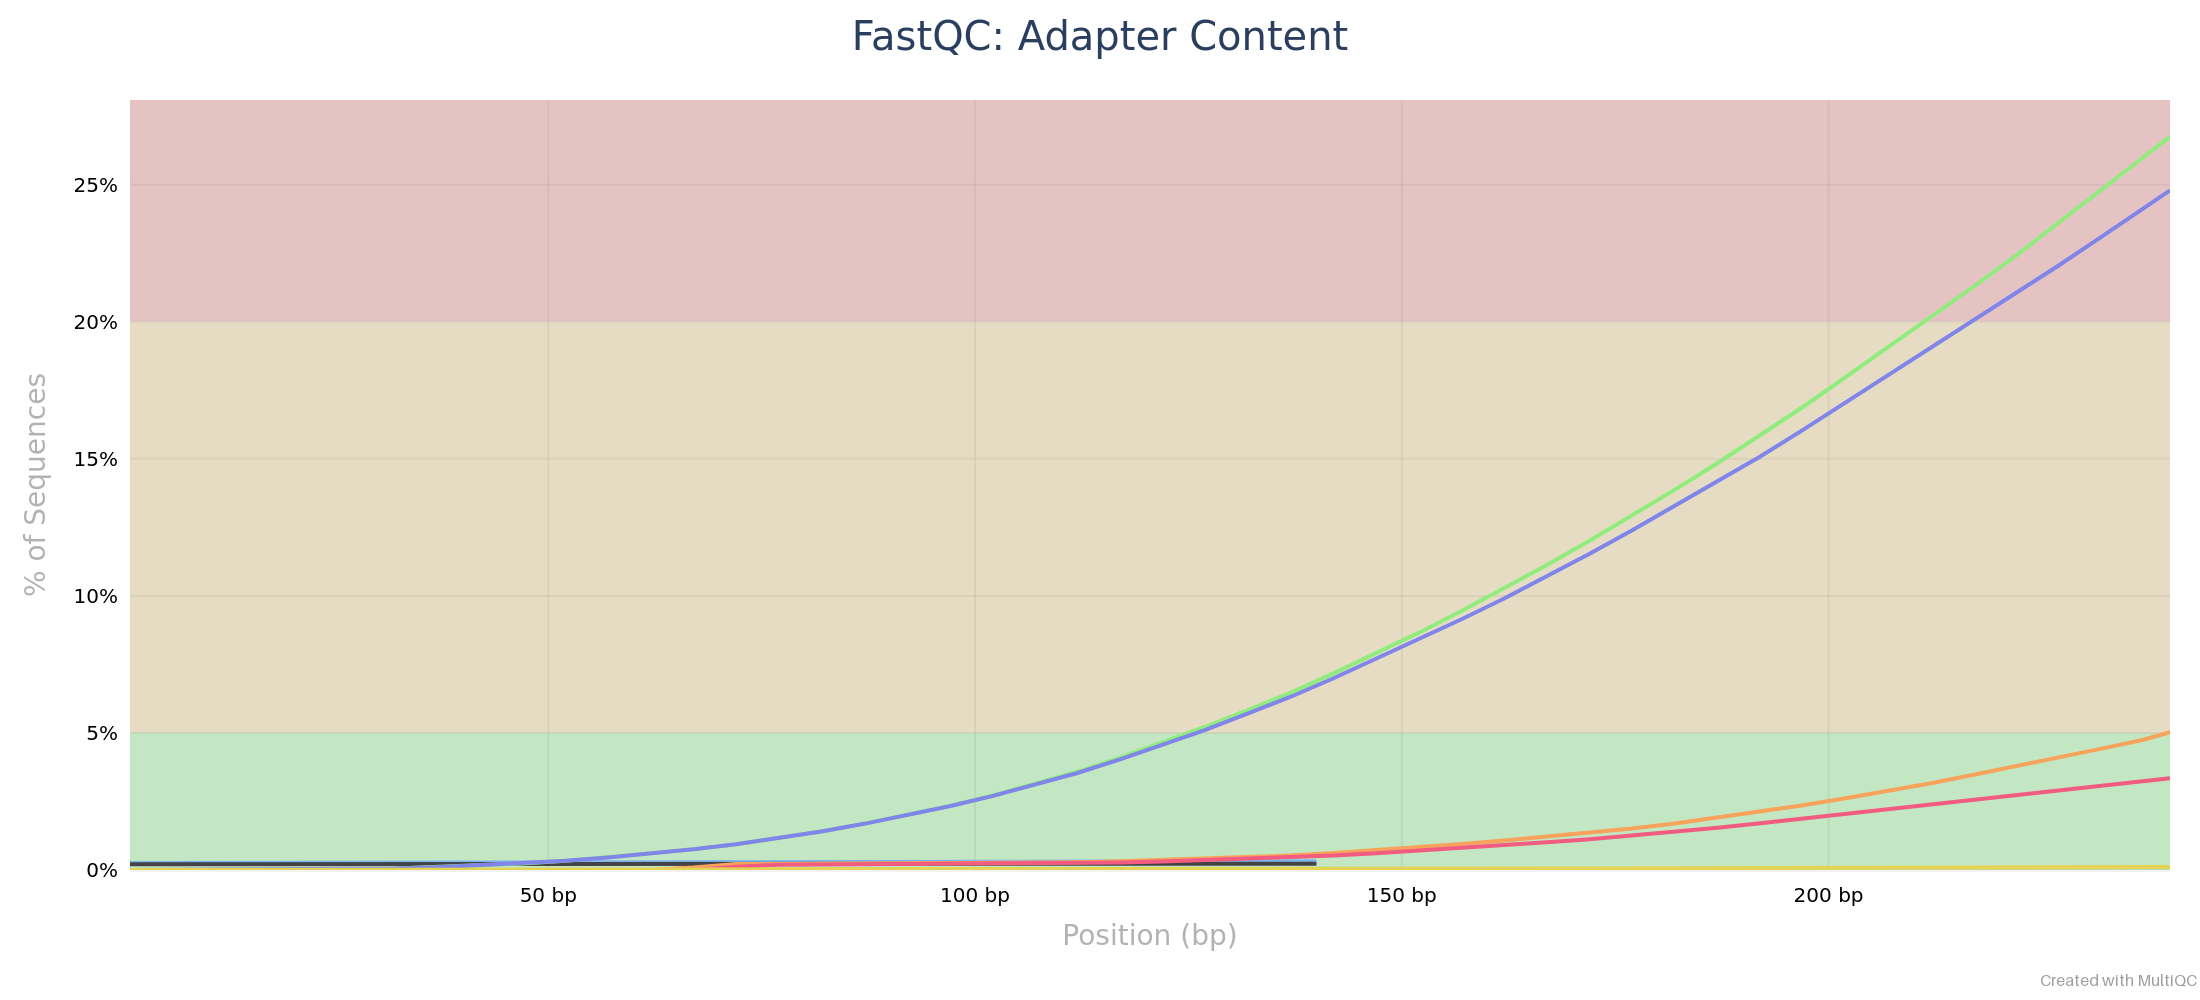 FastQC: Adapter Content
% of Sequences
25%
20%
15%
10%
5%
0%
50 bp
100 bp
150 bp
200 bp
Position (bp)
Created with MultiQC